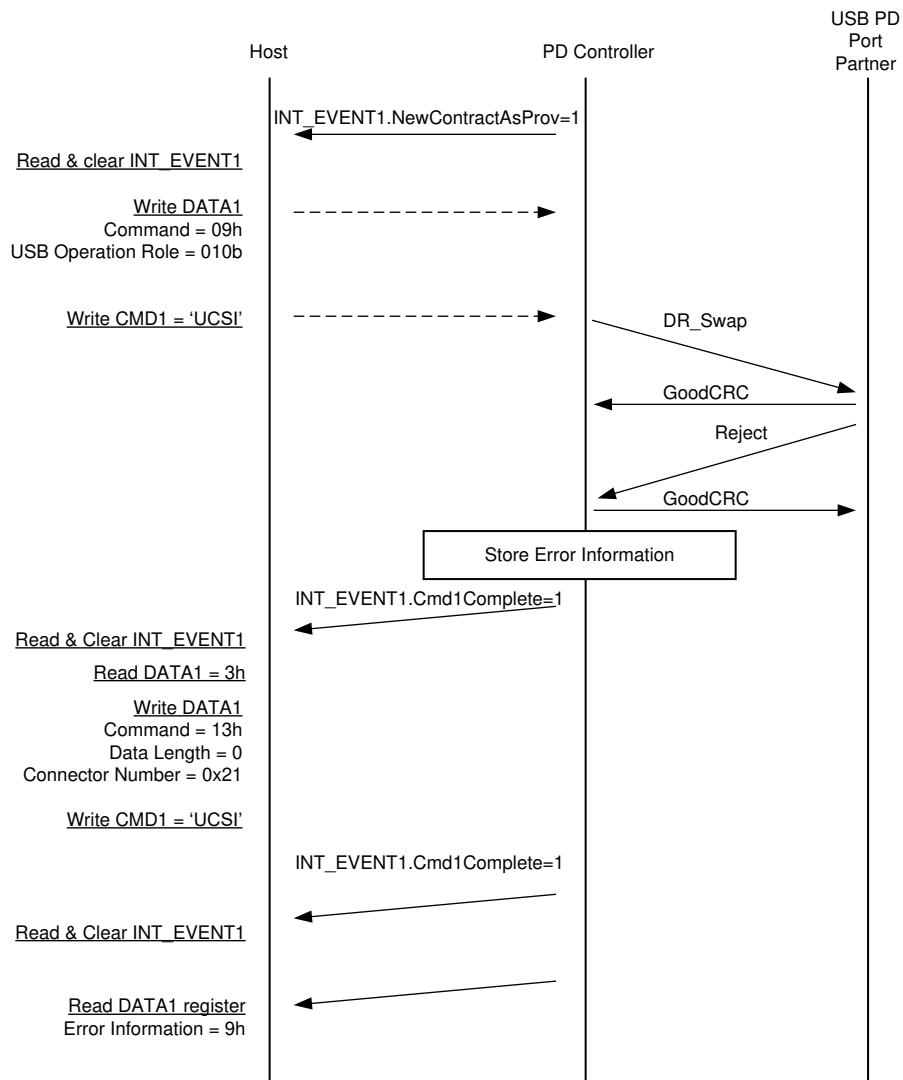 USB PD
Port
Partner
Host
PD Controller
INT_EVENT1.NewContractAsProv=1
Read & clear INT_EVENT1
Write DATA1
Command = 09h
USB Operation Role = 010b
Write CMD1 = ‘UCSI’
DR_Swap
GoodCRC
Reject
GoodCRC
Store Error Information
INT_EVENT1.Cmd1Complete=1
Read & Clear INT_EVENT1
Read DATA1 = 3h
Write DATA1
Command = 13h
Data Length = 0
Connector Number = 0x21
Write CMD1 = ‘UCSI’
INT_EVENT1.Cmd1Complete=1
Read & Clear INT_EVENT1
Read DATA1 register
Error Information = 9h